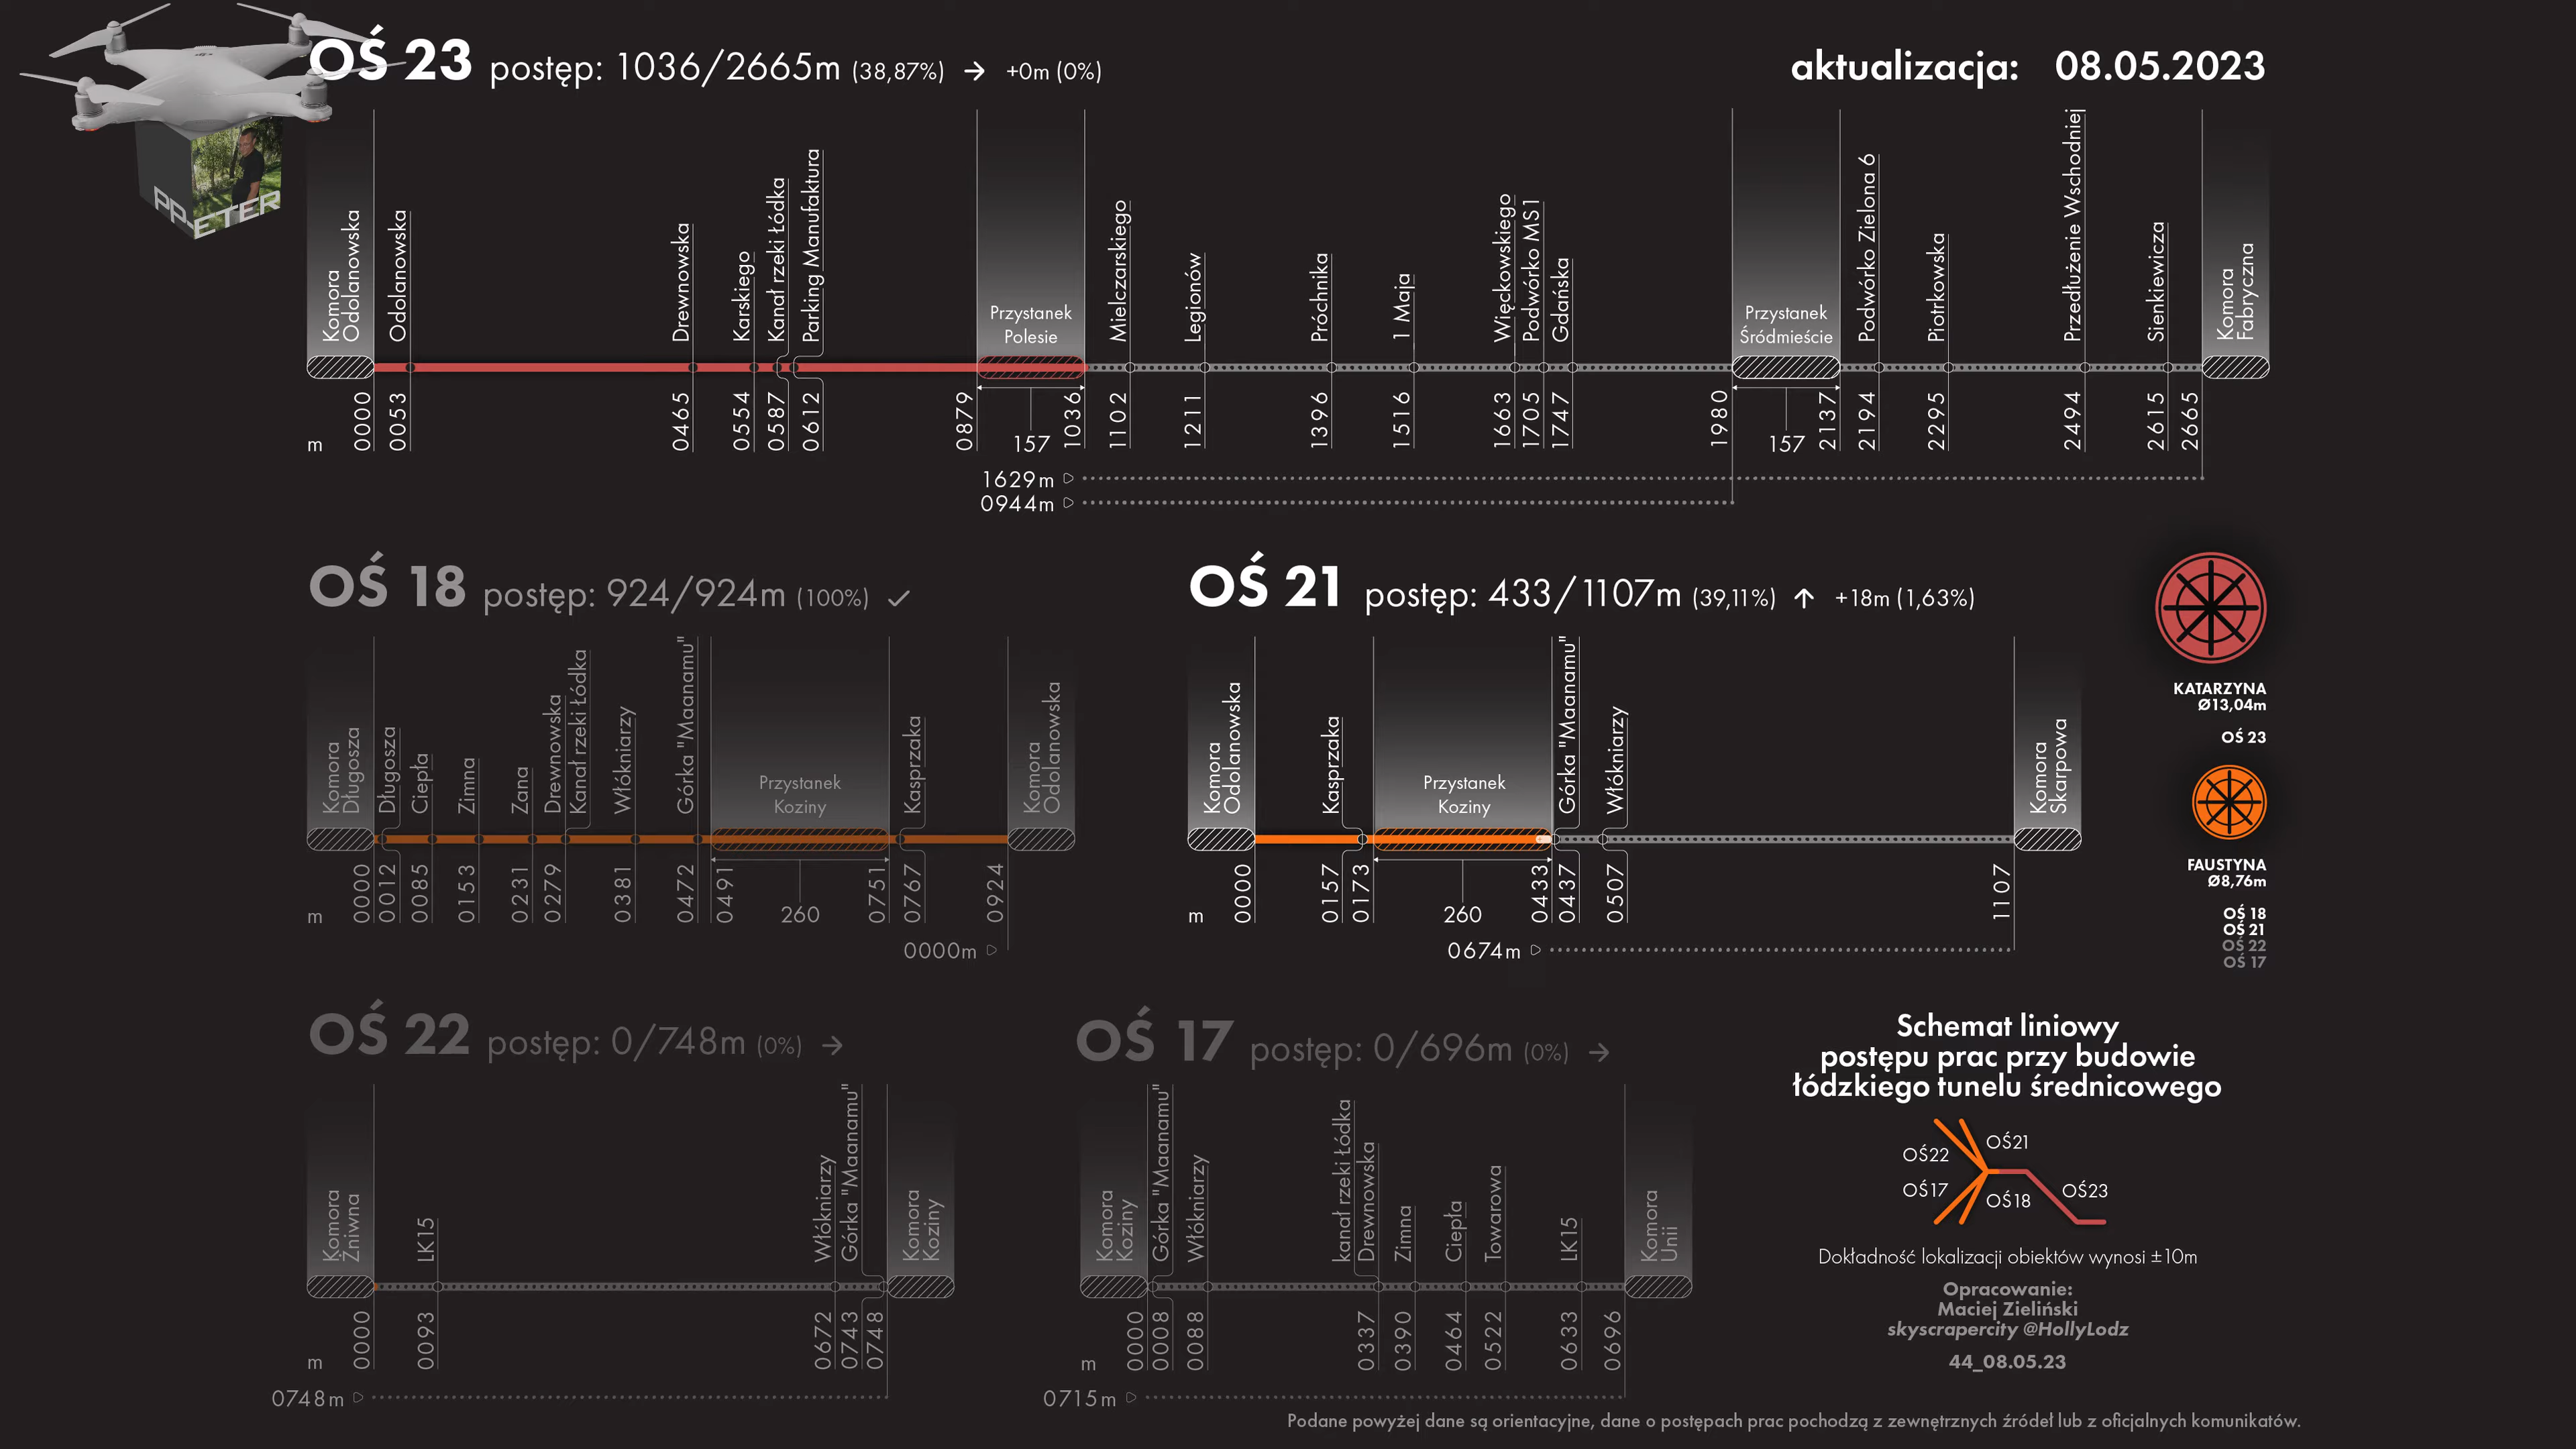 OŚ 23 postęp: 1036/2665m (38,87%) → +0m (0%)
aktualizacja: 08.05.2023
PP-ETER
Komora
Odolanowska
Odolanowska
Drewnowska
Karskiego
Kanał rzeki Łódka
Parking Manufaktura
Przystanek
Polesie
Mielczarskiego
Legionów
Próchnika
1 Maja
Więckowskiego
Podwórko MS1
Gdańska
Przystanek
Śródmieście
Podwórko Zielona 6
Piotrkowska
Przedłużenie Wschodniej
Sienkiewicza
Komora
Fabryczna
m
0000
0053
0465
0554
0587
0612
0879
157
1036
1102
1211
1396
1516
1663
1705
1747
1980
157
2137
2194
2295
2494
2615
2665
1629m
0944m
OŚ 18 postęp: 924/924m (100%) ✓
Komora
Długosza
Długosza
Ciepła
Zimna
Zana
Drewnowska
Kanał rzeki Łódka
Włókniarzy
Górka "Maanamu"
Przystanek
Koziny
Kasprzaka
Komora
Odolanowska
m
0000
0012
0085
0153
0231
0279
0381
0472
0491
260
0751
0767
0924
0000m
OŚ 21 postęp: 433/1107m (39,11%) ↑ +18m (1,63%)
Komora
Odolanowska
Kasprzaka
Przystanek
Koziny
Górka "Maanamu"
Włókniarzy
Komora
Skarpowa
m
0000
0157
0173
260
0433
0437
0507
1107
0674m
KATARZYNA
Ø13,04m
OŚ 23
FAUSTYNA
Ø8,76m
OŚ 18
OŚ 21
OŚ 22
OŚ 17
OŚ 22 postęp: 0/748m (0%) →
Komora
Żniwna
LK15
Włókniarzy
Górka "Maanamu"
Komora
Koziny
m
0000
0093
0672
0743
0748
0748m
OŚ 17 postęp: 0/696m (0%) →
Komora
Koziny
Górka "Maanamu"
Włókniarzy
kanał rzeki Łódka
Drewnowska
Zimna
Ciepła
Towarowa
LK15
Komora
Unii
m
0000
0008
0088
0337
0390
0464
0522
0633
0696
0715m
Schemat liniowy
postępu prac przy budowie
łódzkiego tunelu średnicowego
OŚ21
OŚ22
OŚ17
OŚ18
OŚ23
Dokładność lokalizacji obiektów wynosi ±10m
Opracowanie:
Maciej Zieliński
skyscrapercity @HollyLodz
44_08.05.23
Podane powyżej dane są orientacyjne, dane o postępach prac pochodzą z zewnętrznych źródeł lub z oficjalnych komunikatów.